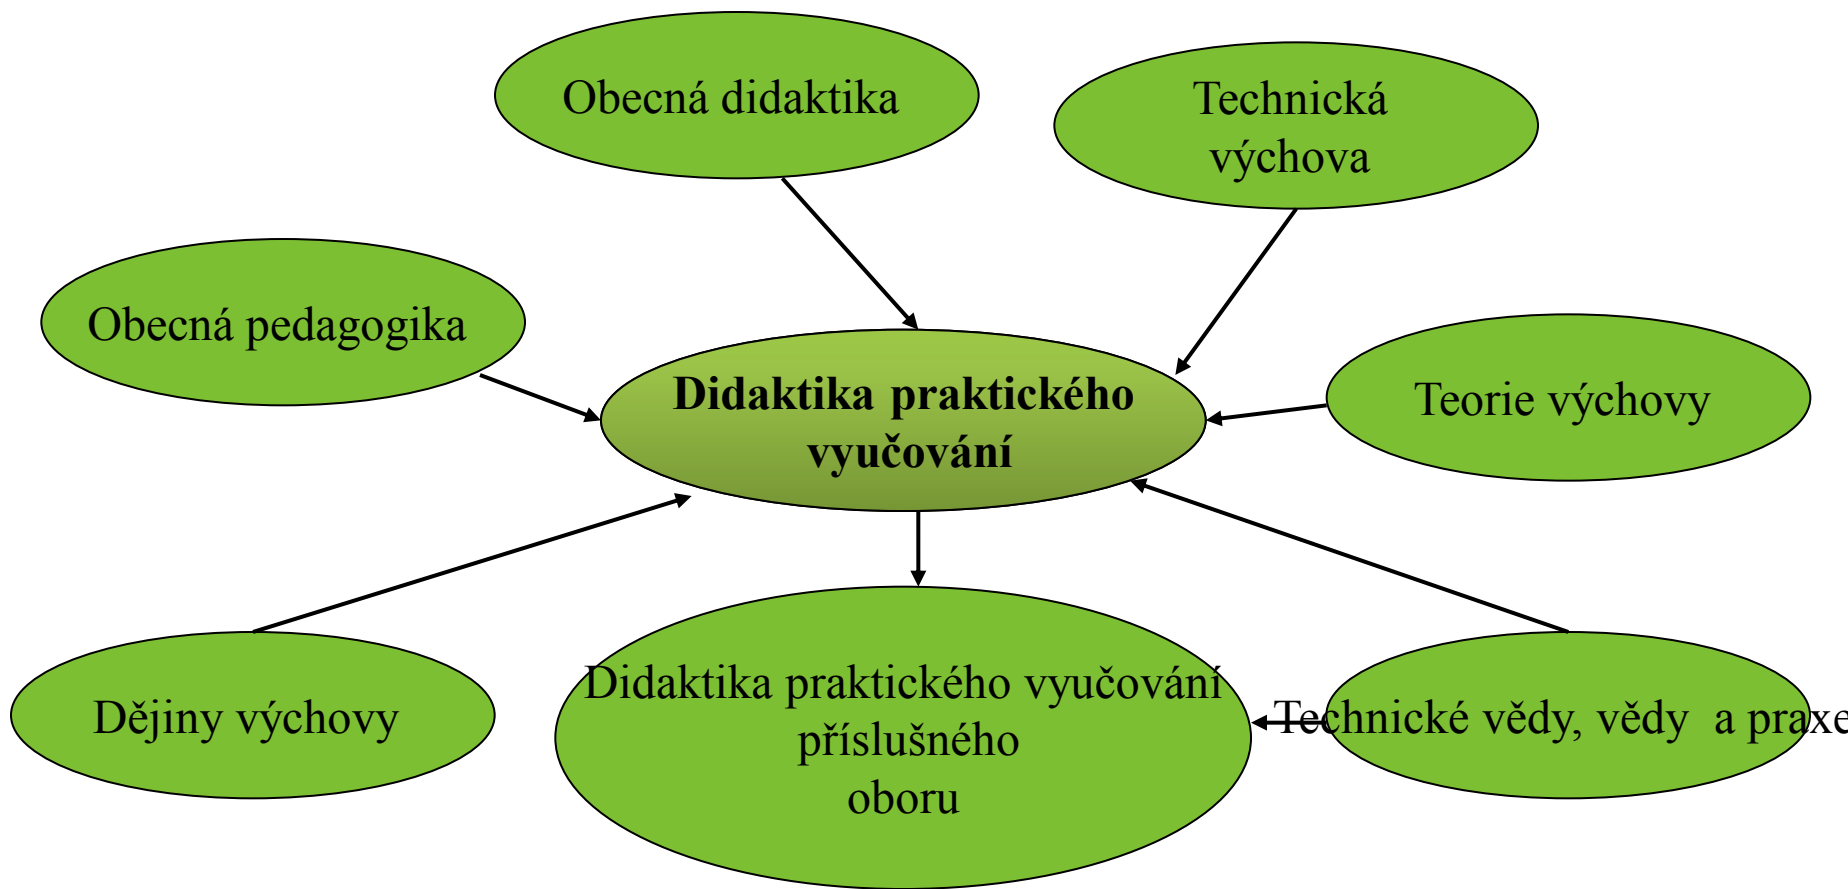 Obecná didaktika
Technická
výchova
Obecná pedagogika
Didaktika praktického
vyučování
Teorie výchovy
Dějiny výchovy
Didaktika praktického vyučování
příslušného
oboru
Technické vědy, vědy a praxe